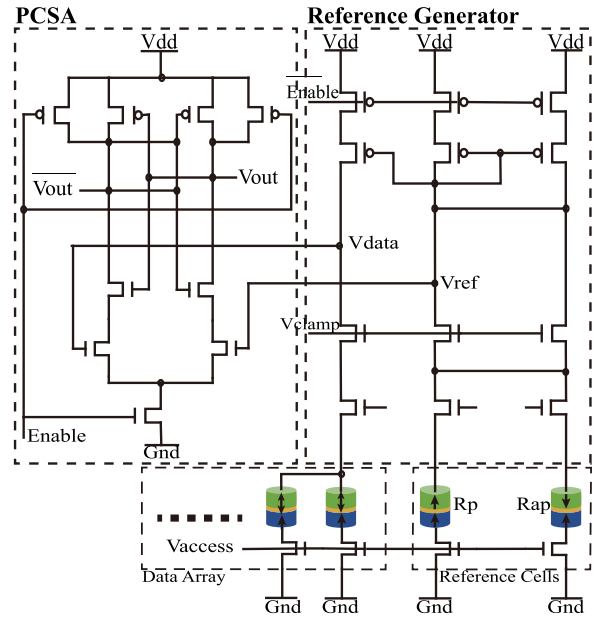 PCSA Reference Generator
Vdd Vdd Vdd Vdd
Enable
Vout Vout
Vdata
Vref
Vclamp
Enable
Gnd
Rp Rap
Vaccess
Data Array Reference Cells
Gnd Gnd Gnd Gnd